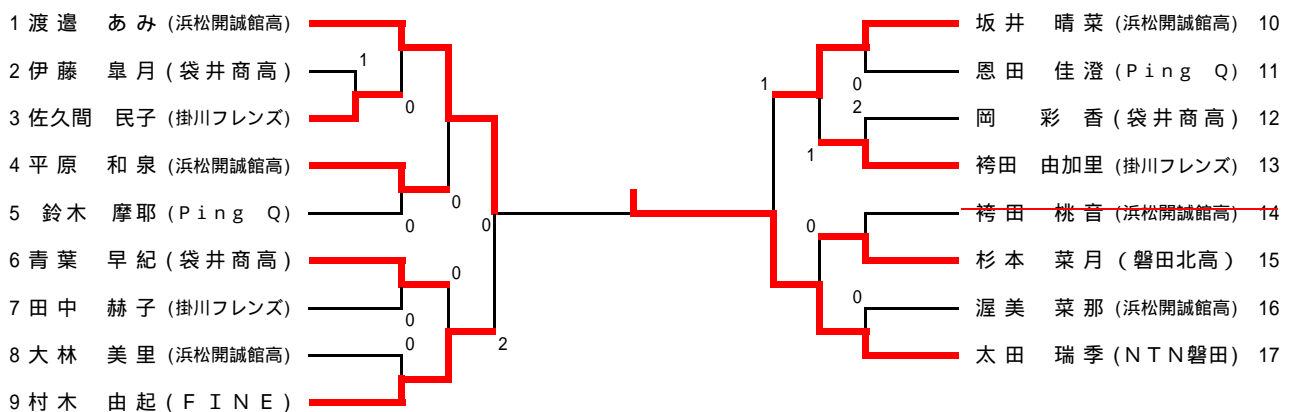 1 渡邉 あみ (浜松開誠館高)
2 伊藤 皐月 (袋井商高)
3 佐久間 民子 (掛川フレンズ)
4 平原 和泉 (浜松開誠館高)
5 鈴木 摩耶 (Ping Q)
6 青葉 早紀 (袋井商高)
7 田中 赫子 (掛川フレンズ)
8 大林 美里 (浜松開誠館高)
9 村木 由起 (FINE)
1
0
0
0
0
0
0
0
2
1
0
2
1
0
0
坂井 晴菜 (浜松開誠館高) 10
恩田 佳澄 (Ping Q) 11
岡 彩香 (袋井商高) 12
袴田 由加里 (掛川フレンズ) 13
袴田 桃音 (浜松開誠館高) 14
杉本 菜月 (磐田北高) 15
渥美 菜那 (浜松開誠館高) 16
太田 瑞季 (NTN磐田) 17